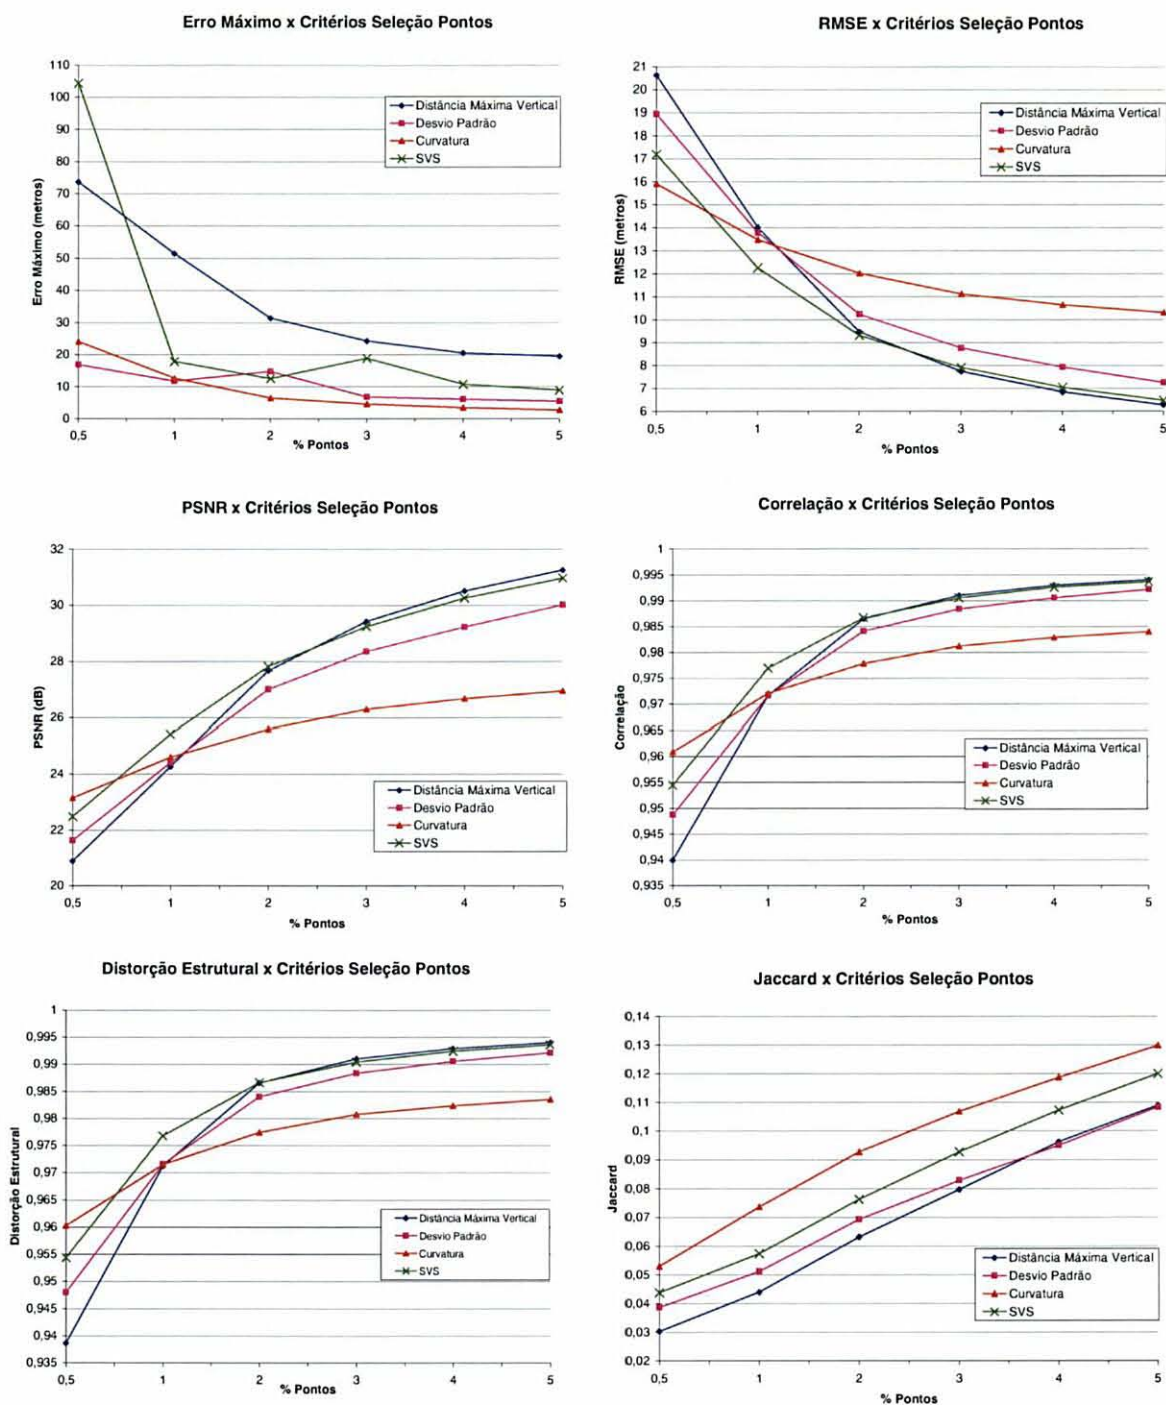 Erro Máximo x Critérios Seleção Pontos
Erro Máximo (metros)
110
100
90
80
70
60
50
40
30
20
10
0
0,5 1 2 3 4 5
% Pontos
Distância Máxima Vertical
Desvio Padrão
Curvatura
SVS
RMSE x Critérios Seleção Pontos
RMSE (metros)
21
20
19
18
17
16
15
14
13
12
11
10
9
8
7
6
0,5 1 2 3 4 5
% Pontos
Distância Máxima Vertical
Desvio Padrão
Curvatura
SVS
PSNR x Critérios Seleção Pontos
PSNR (dB)
32
30
28
26
24
22
20
0,5 1 2 3 4 5
% Pontos
Distância Máxima Vertical
Desvio Padrão
Curvatura
SVS
Correlação x Critérios Seleção Pontos
Correlação
1
0,995
0,99
0,985
0,98
0,975
0,97
0,965
0,96
0,955
0,95
0,945
0,94
0,935
0,5 1 2 3 4 5
% Pontos
Distância Máxima Vertical
Desvio Padrão
Curvatura
SVS
Distorção Estrutural x Critérios Seleção Pontos
Distorção Estrutural
1
0,995
0,99
0,985
0,98
0,975
0,97
0,965
0,96
0,955
0,95
0,945
0,94
0,935
0,5 1 2 3 4 5
% Pontos
Distância Máxima Vertical
Desvio Padrão
Curvatura
SVS
Jaccard x Critérios Seleção Pontos
Jaccard
0,14
0,13
0,12
0,11
0,1
0,09
0,08
0,07
0,06
0,05
0,04
0,03
0,02
0,5 1 2 3 4 5
% Pontos
Distância Máxima Vertical
Desvio Padrão
Curvatura
SVS